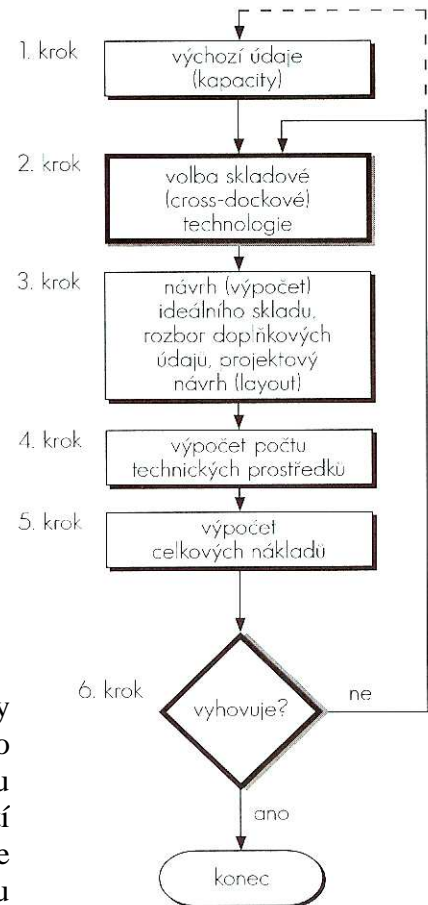 1. krok
výchozí údaje
(kapacity)
2. krok
volba skladové
(cross-dockové)
technologie
3. krok
návrh (výpočet)
ideálního skladu,
rozbor doplňkových
údajů, projektový
návrh (layout)
4. krok
výpočet počtu
technických prostředků
5. krok
výpočet
celkových nákladů
6. krok
vyhovuje?
ne
ano
konec
y
o
u
í
e
u